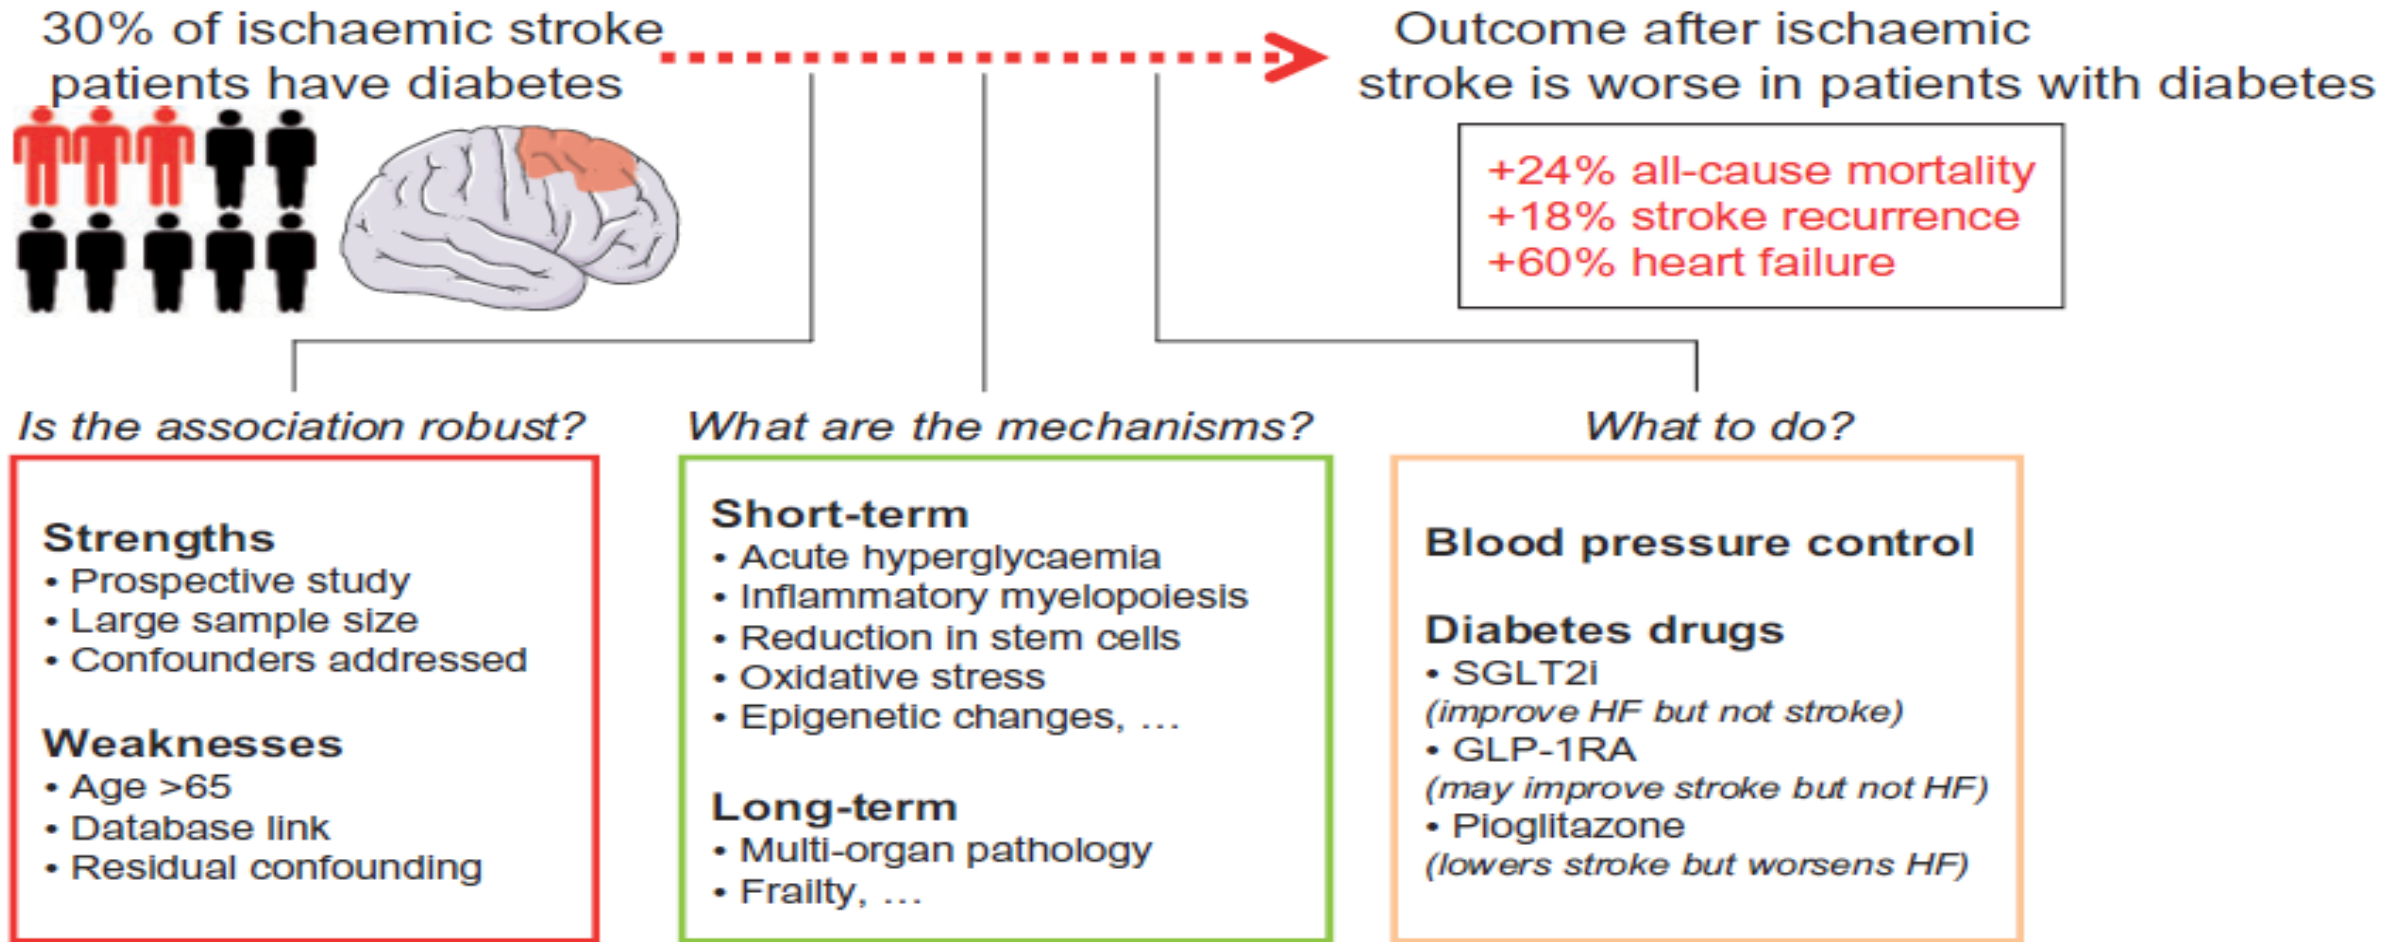 30% of ischaemic stroke
patients have diabetes
Outcome after ischaemic
stroke is worse in patients with diabetes
+24% all-cause mortality
+18% stroke recurrence
+60% heart failure
Is the association robust?
Strengths
• Prospective study
• Large sample size
• Confounders addressed
Weaknesses
• Age >65
• Database link
• Residual confounding
What are the mechanisms?
Short-term
• Acute hyperglycaemia
• Inflammatory myelopoiesis
• Reduction in stem cells
• Oxidative stress
• Epigenetic changes, …
Long-term
• Multi-organ pathology
• Frailty, …
What to do?
Blood pressure control
Diabetes drugs
• SGLT2i
(improve HF but not stroke)
• GLP-1RA
(may improve stroke but not HF)
• Pioglitazone
(lowers stroke but worsens HF)